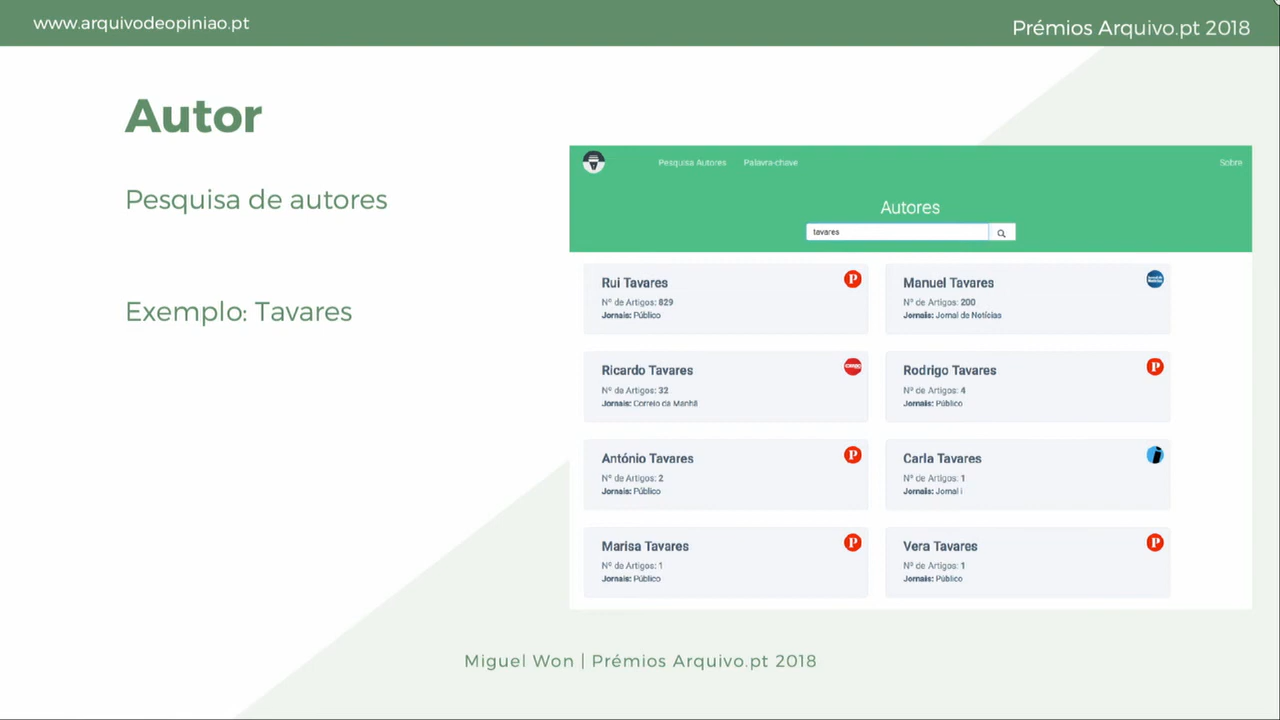 www.arquivodeopiniao.pt
Prémios Arquivo.pt 2018
Autor
Pesquisa de autores
Exemplo: Tavares
Pesquisa Autores
Palavra-chave
Sobre
Autores
tavares
Rui Tavares
Nº de Artigos: 829
Jornais: Público
P
Manuel Tavares
Nº de Artigos: 200
Jornais: Jornal de Notícias
Ricardo Tavares
Nº de Artigos: 32
Jornais: Correio da Manhã
Rodrigo Tavares
Nº de Artigos: 4
Jornais: Público
P
António Tavares
Nº de Artigos: 2
Jornais: Público
P
Carla Tavares
Nº de Artigos: 1
Jornais: Jornal i
i
Marisa Tavares
Nº de Artigos: 1
Jornais: Público
P
Vera Tavares
Nº de Artigos: 1
Jornais: Público
P
Miguel Won | Prémios Arquivo.pt 2018